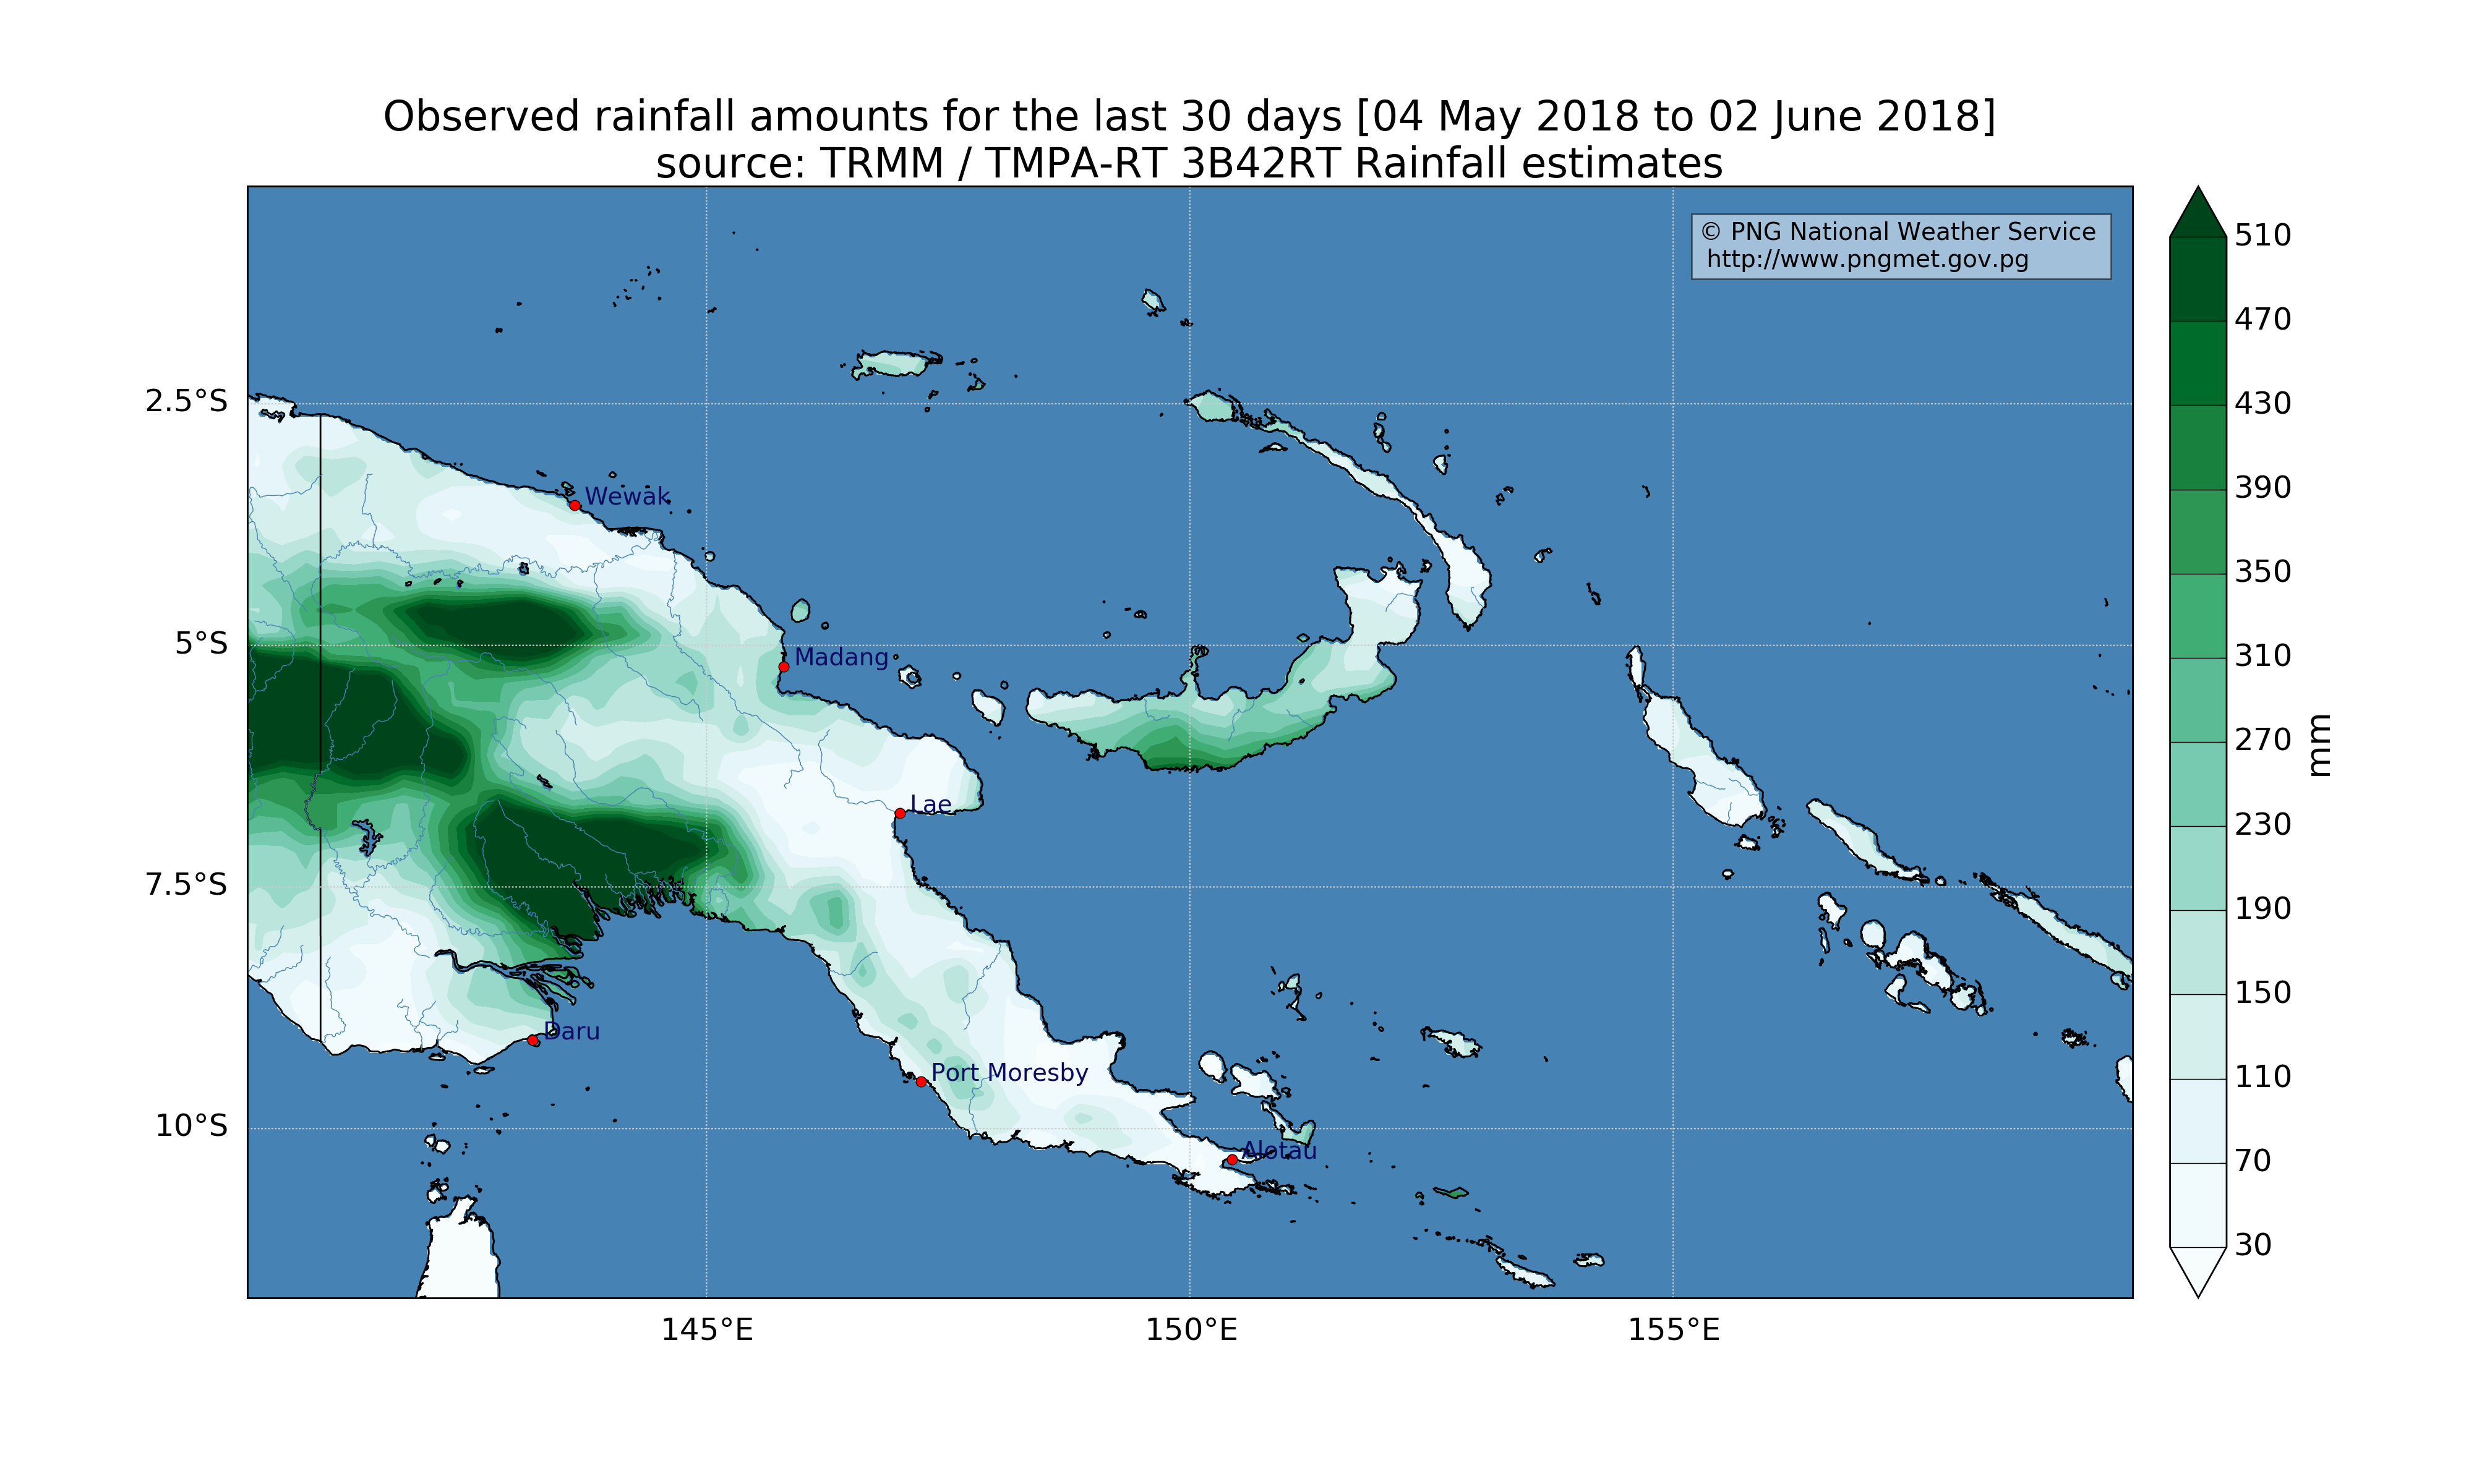 Observed rainfall amounts for the last 30 days [04 May 2018 to 02 June 2018]
source: TRMM / TMPA-RT 3B42RT Rainfall estimates
© PNG National Weather Service
http://www.pngmet.gov.pg
2.5°S
5°S
7.5°S
10°S
Wewak
Madang
Lae
Daru
Port Moresby
Alotau
145°E
150°E
155°E
510
470
430
390
350
310
270
230
190
150
110
70
30
mm